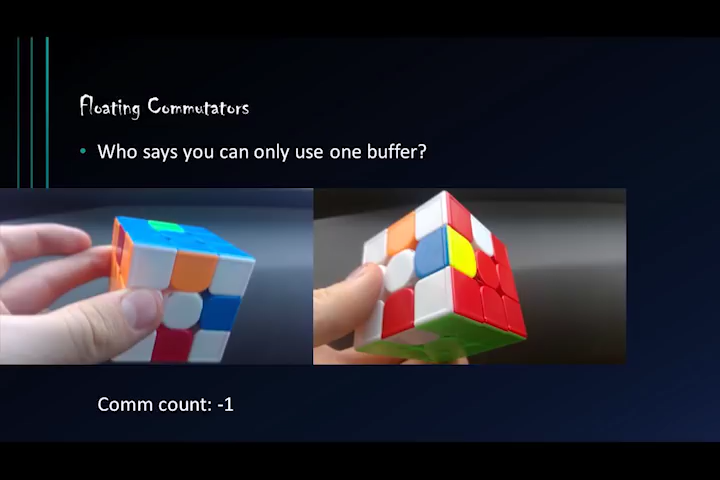 Floating Commutators
Who says you can only use one buffer?
Comm count: -1